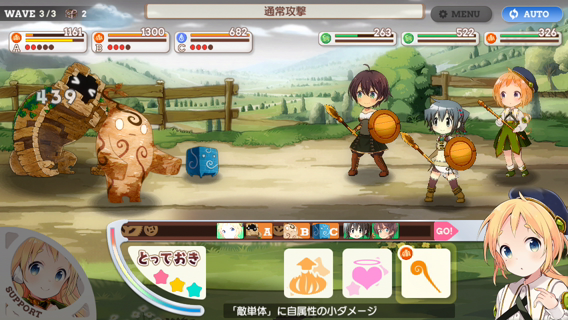 WAVE 3/3 2
通常攻撃
MENU
AUTO
1161
1300
682
263
522
326
A
B
C
439
A B C GO!
とっておき
SUPPORT
「敵単体」に自属性の小ダメージ